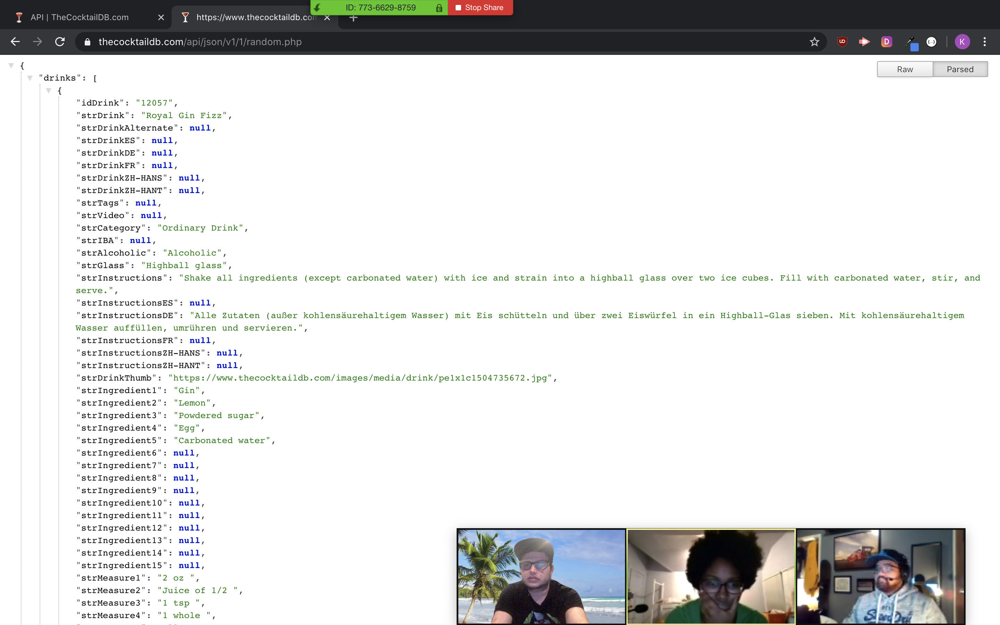 API | TheCocktailDB.com
https://www.thecocktaildb.com
ID: 773-6629-8759
Stop Share
thecocktaildb.com/api/json/v1/1/random.php
K
D
Raw
Parsed
{
"drinks": [
{
"idDrink": "12057",
"strDrink": "Royal Gin Fizz",
"strDrinkAlternate": null,
"strDrinkES": null,
"strDrinkDE": null,
"strDrinkFR": null,
"strDrinkZH-HANS": null,
"strDrinkZH-HANT": null,
"strTags": null,
"strVideo": null,
"strCategory": "Ordinary Drink",
"strIBA": null,
"strAlcoholic": "Alcoholic",
"strGlass": "Highball glass",
"strInstructions": "Shake all ingredients (except carbonated water) with ice and strain into a highball glass over two ice cubes. Fill with carbonated water, stir, and
serve.",
"strInstructionsES": null,
"strInstructionsDE": "Alle Zutaten (außer kohlensäurehaltigem Wasser) mit Eis schütteln und über zwei Eiswürfel in ein Highball-Glas sieben. Mit kohlensäurehaltigem
Wasser auffüllen, umrühren und servieren.",
"strInstructionsFR": null,
"strInstructionsZH-HANS": null,
"strInstructionsZH-HANT": null,
"strDrinkThumb": "https://www.thecocktaildb.com/images/media/drink/pe1x1c1504735672.jpg",
"strIngredient1": "Gin",
"strIngredient2": "Lemon",
"strIngredient3": "Powdered sugar",
"strIngredient4": "Egg",
"strIngredient5": "Carbonated water",
"strIngredient6": null,
"strIngredient7": null,
"strIngredient8": null,
"strIngredient9": null,
"strIngredient10": null,
"strIngredient11": null,
"strIngredient12": null,
"strIngredient13": null,
"strIngredient14": null,
"strIngredient15": null,
"strMeasure1": "2 oz ",
"strMeasure2": "Juice of 1/2 ",
"strMeasure3": "1 tsp ",
"strMeasure4": "1 whole ",